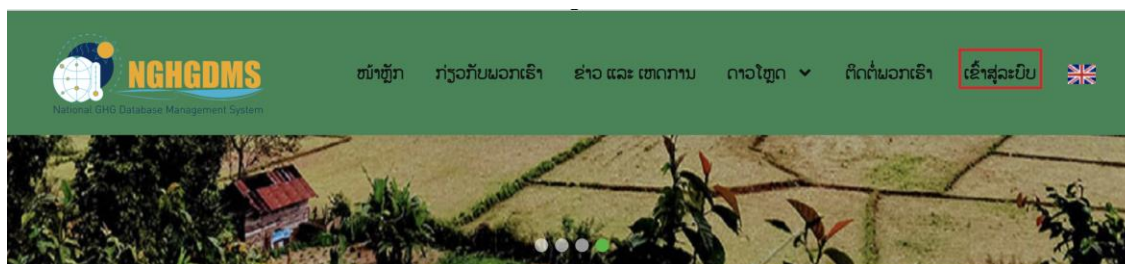 NGHGDMS
National GHG Database Management System
ໜ້າຫຼັກ ກ່ຽວກັບພວກເຮົາ ຂ່າວ ແລະ ເຫດການ ດາວໂຫຼດ ຕິດຕໍ່ພວກເຮົາ ເຂົ້າສູ່ລະບົບ